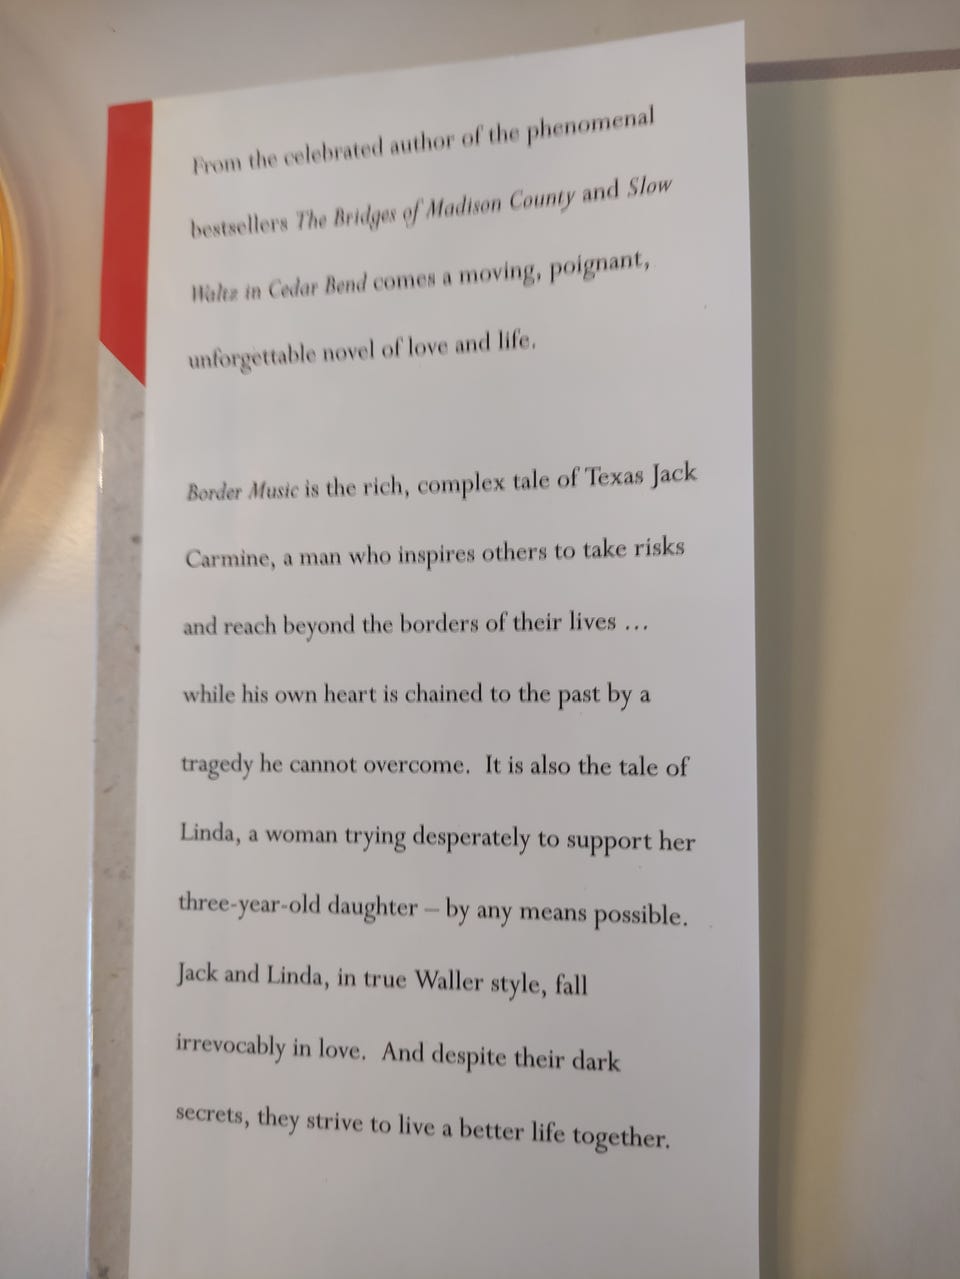 From the celebrated author of the phenomenal
bestsellers The Bridges of Madison County and Slow
Waltz in Cedar Bend comes a moving, poignant,
unforgettable novel of love and life.
Border Music is the rich, complex tale of Texas Jack
Carmine, a man who inspires others to take risks
and reach beyond the borders of their lives ...
while his own heart is chained to the past by a
tragedy he cannot overcome.  It is also the tale of
Linda, a woman trying desperately to support her
three-year-old daughter – by any means possible.
Jack and Linda, in true Waller style, fall
irrevocably in love.  And despite their dark
secrets, they strive to live a better life together.